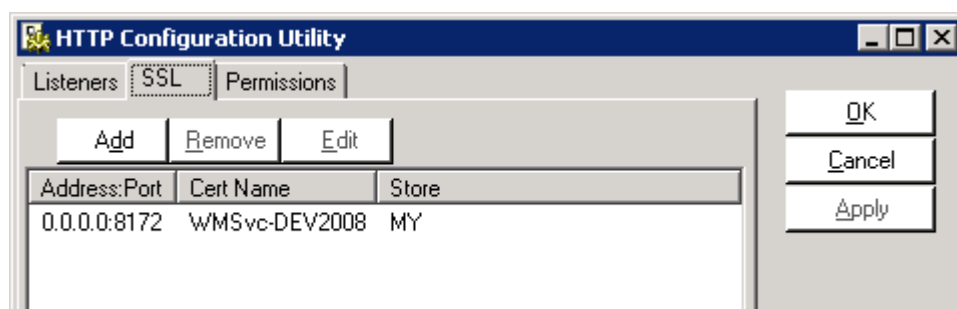 HTTP Configuration Utility
Listeners SSL Permissions
Add Remove Edit
OK
Cancel
Apply
Address:Port Cert Name Store
0.0.0.0:8172 WMSvc-DEV2008 MY